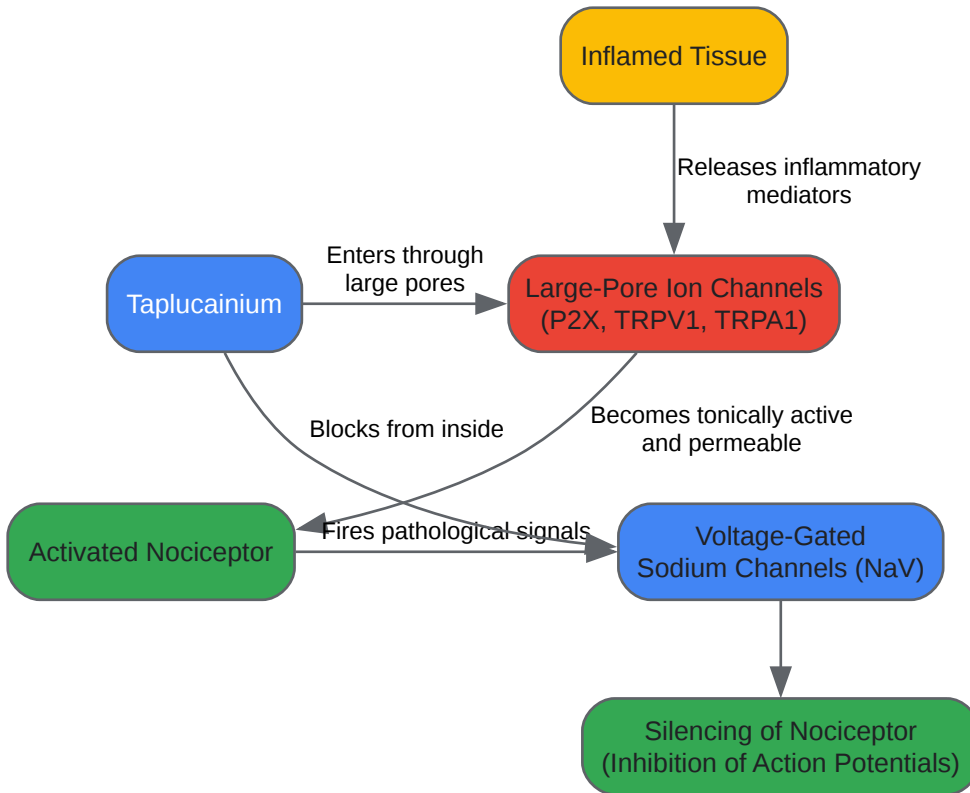 Inflamed Tissue
Releases inflammatory
mediators
Enters through
large pores
Taplucainium
Large-Pore Ion Channels
(P2X, TRPV1, TRPA1)
Blocks from inside
Becomes tonically active
and permeable
Activated Nociceptor
Fires pathological signals
Voltage-Gated
Sodium Channels (NaV)
Silencing of Nociceptor
(Inhibition of Action Potentials)